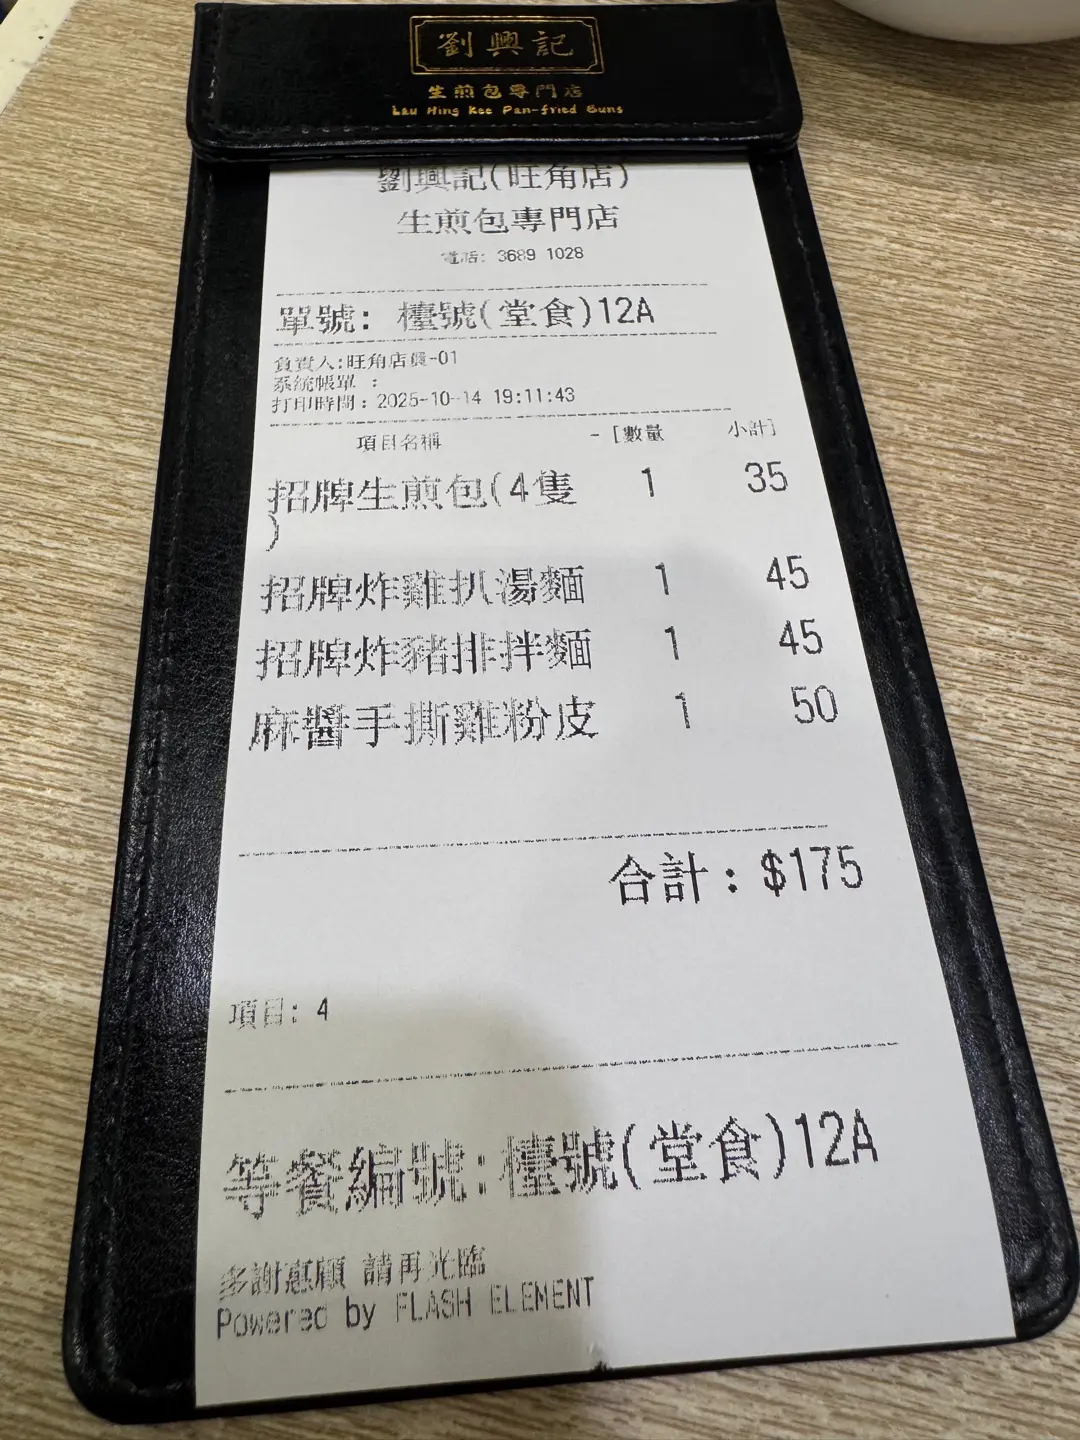 劉興記
生煎包專門店
Lau Hing Kee Pan-fried Buns
劉興記(旺角店)
生煎包專門店
電話: 3689 1028
單號: 檯號(堂食)12A
負責人:旺角店僱-01
系統帳單 :
打印時間:2025-10-14 19:11:43
項目名稱 -[數量 小計]
招牌生煎包(4隻 1 35
)
招牌炸雞扒湯麵 1 45
招牌炸豬排拌麵 1 45
麻醬手撕雞粉皮 1 50
合計:$175
項目: 4
等餐編號:檯號(堂食)12A
多謝惠顧 請再光臨
Powered by FLASH ELEMENT